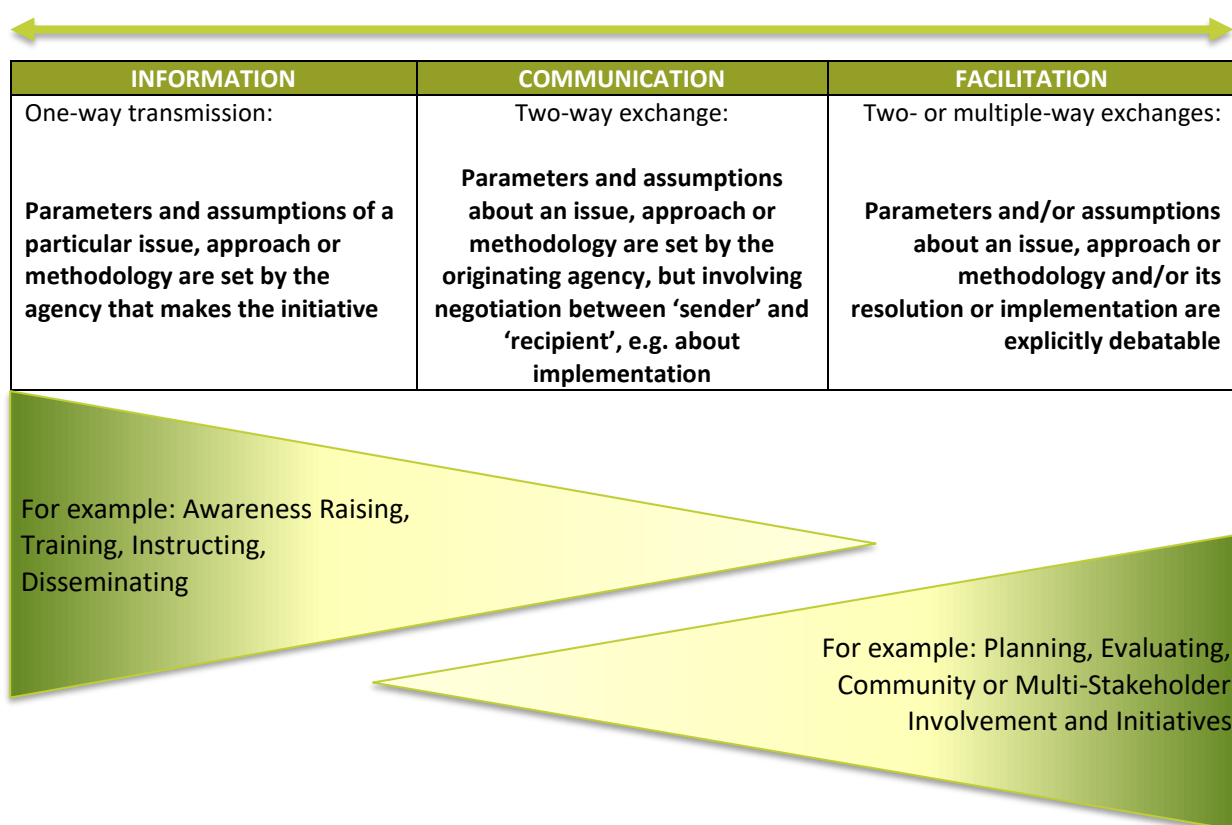 INFORMATION
COMMUNICATION
FACILITATION
One-way transmission:
Parameters and assumptions of a
particular issue, approach or
methodology are set by the
agency that makes the initiative
Two-way exchange:
Parameters and assumptions
about an issue, approach or
methodology are set by the
originating agency, but involving
negotiation between ‘sender’ and
‘recipient’, e.g. about
implementation
Two- or multiple-way exchanges:
Parameters and/or assumptions
about an issue, approach or
methodology and/or its
resolution or implementation are
explicitly debatable
For example: Awareness Raising,
Training, Instructing,
Disseminating
For example: Planning, Evaluating,
Community or Multi-Stakeholder
Involvement and Initiatives